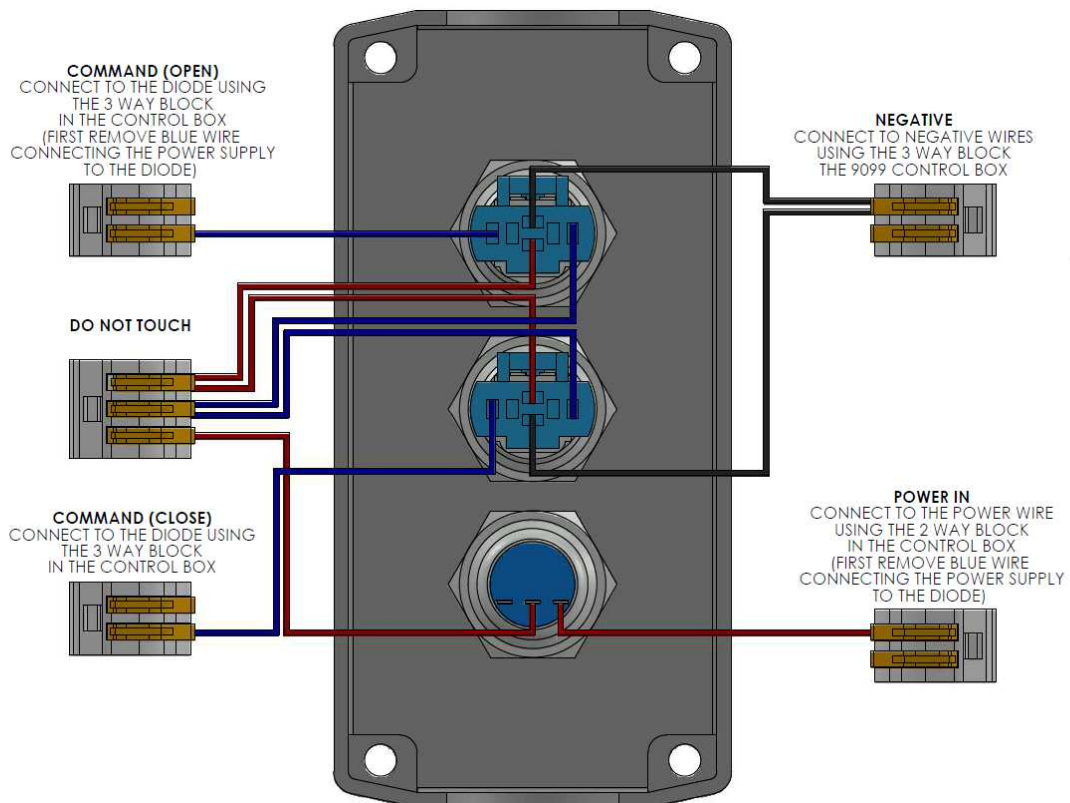 COMMAND (OPEN)
CONNECT TO THE DIODE USING
THE 3 WAY BLOCK
IN THE CONTROL BOX
(FIRST REMOVE BLUE WIRE
CONNECTING THE POWER SUPPLY
TO THE DIODE)
NEGATIVE
CONNECT TO NEGATIVE WIRES
USING THE 3 WAY BLOCK
THE 9099 CONTROL BOX
DO NOT TOUCH
COMMAND (CLOSE)
CONNECT TO THE DIODE USING
THE 3 WAY BLOCK
IN THE CONTROL BOX
POWER IN
CONNECT TO THE POWER WIRE
USING THE 2 WAY BLOCK
IN THE CONTROL BOX
(FIRST REMOVE BLUE WIRE
CONNECTING THE POWER SUPPLY
TO THE DIODE)